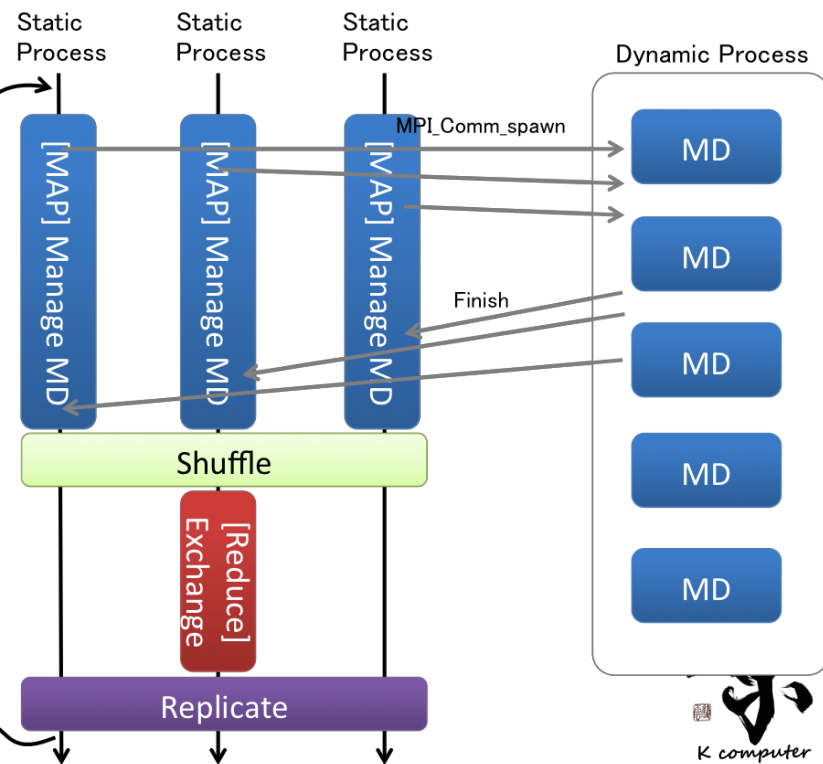 Static
Process
Static
Process
Static
Process
Dynamic Process
MPI_Comm_spawn
[MAP] Manage MD
[MAP] Manage MD
[MAP] Manage MD
MD
MD
Finish
MD
Shuffle
MD
[Reduce]
Exchange
MD
Replicate
京
K computer